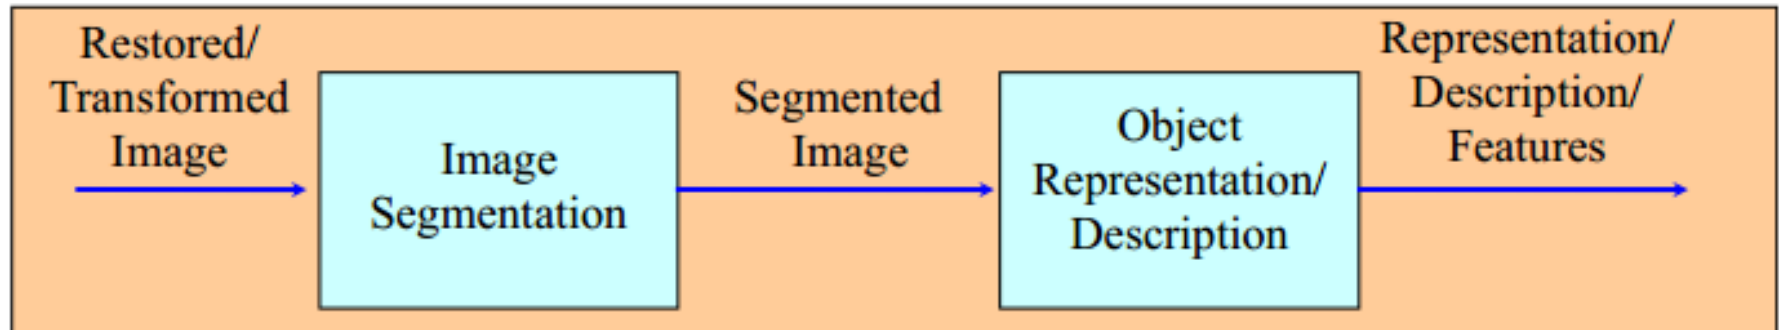 Restored/
Transformed
Image
Image
Segmentation
Segmented
Image
Object
Representation/
Description
Representation/
Description/
Features